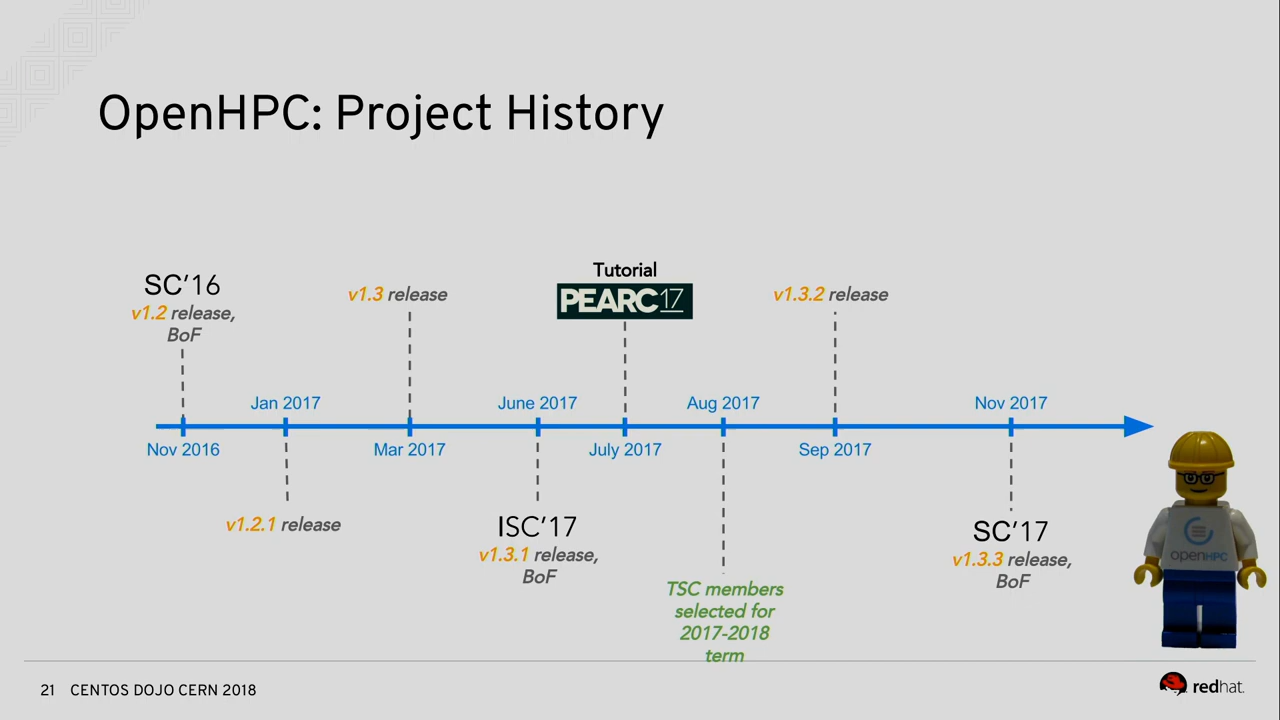 OpenHPC: Project History
SC’16
v1.2 release,
BoF
v1.3 release
Tutorial
PEARC17
v1.3.2 release
Jan 2017
June 2017
Aug 2017
Nov 2017
Nov 2016
Mar 2017
July 2017
Sep 2017
v1.2.1 release
ISC’17
v1.3.1 release,
BoF
TSC members
selected for
2017-2018
term
SC’17
v1.3.3 release,
BoF
openHPC
21 CENTOS DOJO CERN 2018
redhat.